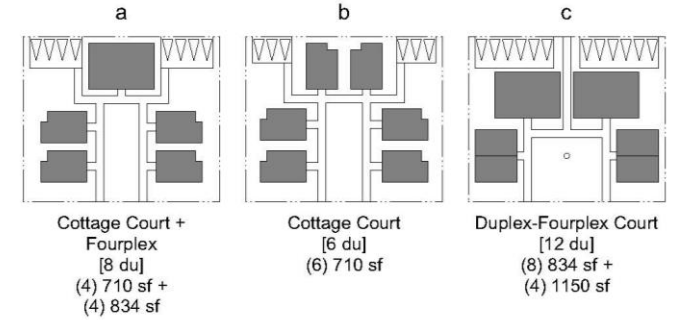 a
Cottage Court +
Fourplex
[8 du]
(4) 710 sf +
(4) 834 sf
b
Cottage Court
[6 du]
(6) 710 sf
c
Duplex-Fourplex Court
[12 du]
(8) 834 sf +
(4) 1150 sf